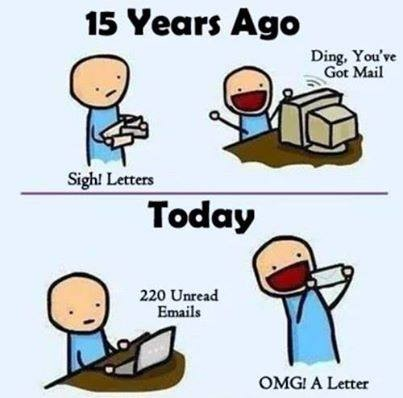 15 Years Ago
Ding, You've
Got Mail
Sigh! Letters
Today
220 Unread
Emails
OMG! A Letter